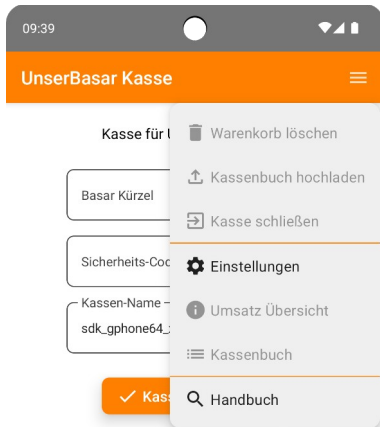 09:39
UnserBasar Kasse
Kasse für
Warenkorb löschen
Kassenbuch hochladen
Basar Kürzel
Kasse schließen
Einstellungen
Sicherheits-Cod
Kassen-Name
Umsatz Übersicht
sdk_gphone64_
Kassenbuch
Kass
Handbuch